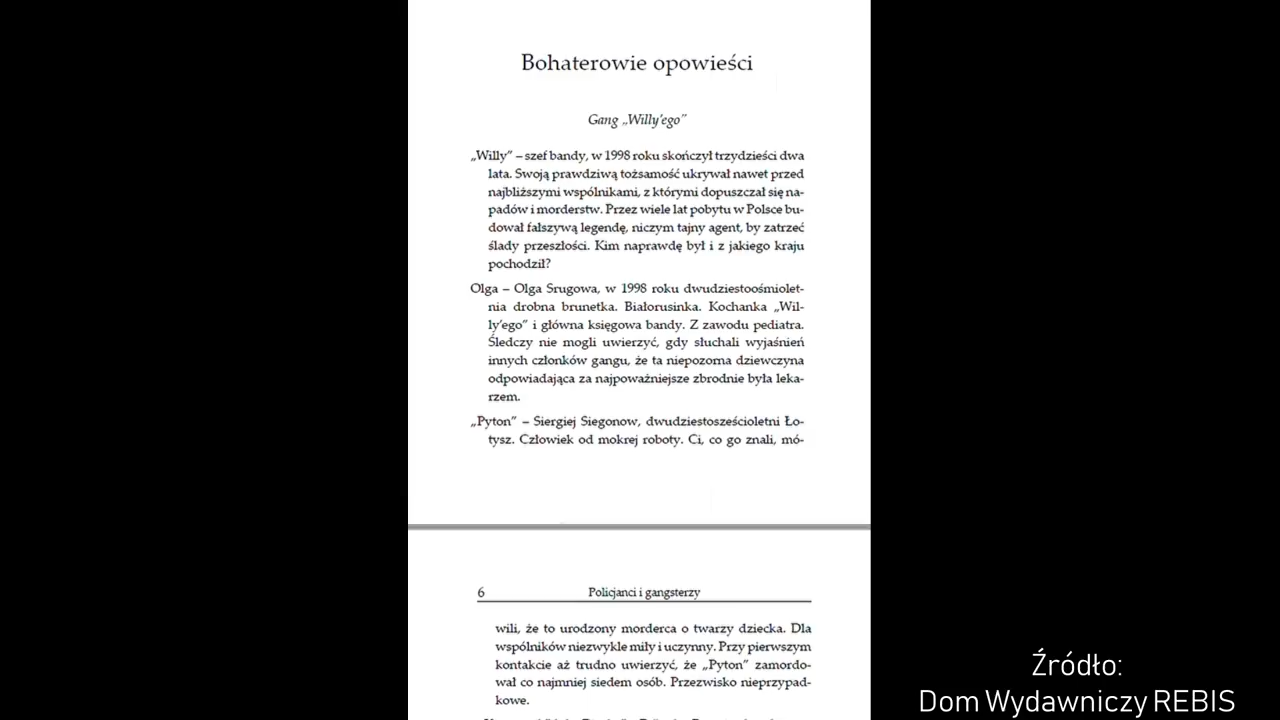 Bohaterowie opowieści
Gang „Willy’ego”
„Willy” – szef bandy, w 1998 roku skończył trzydzieści dwa
lata. Swoją prawdziwą tożsamość ukrywał nawet przed
najbliższymi wspólnikami, z którymi dopuszczał się na-
padów i morderstw. Przez wiele lat pobytu w Polsce bu-
dował fałszywą legendę, niczym tajny agent, by zatrzeć
ślady przeszłości. Kim naprawdę był i z jakiego kraju
pochodził?
Olga – Olga Srugowa, w 1998 roku dwudziestoośmiolet-
nia drobna brunetka. Białorusinka. Kochanka „Wil-
ly’ego” i główna księgowa bandy. Z zawodu pediatra.
Śledczy nie mogli uwierzyć, gdy słuchali wyjaśnień
innych członków gangu, że ta niepozorna dziewczyna
odpowiadająca za najpoważniejsze zbrodnie była leka-
rzem.
„Pyton” – Siergiej Siegonow, dwudziestosześcioletni Ło-
tysz. Człowiek od mokrej roboty. Ci, co go znali, mó-
6 Policjanci i gangsterzy
wili, że to urodzony morderca o twarzy dziecka. Dla
wspólników niezwykle miły i uczynny. Przy pierwszym
kontakcie aż trudno uwierzyć, że „Pyton” zamordo-
wał co najmniej siedem osób. Przezwisko nieprzypad-
kowe.
Źródło:
Dom Wydawniczy REBIS